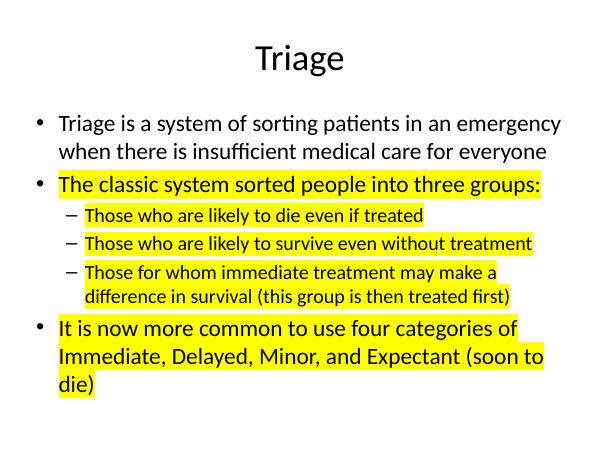 Triage
• Triage is a system of sorting patients in an emergency
when there is insufficient medical care for everyone
• The classic system sorted people into three groups:
– Those who are likely to die even if treated
– Those who are likely to survive even without treatment
– Those for whom immediate treatment may make a
difference in survival (this group is then treated first)
• It is now more common to use four categories of
Immediate, Delayed, Minor, and Expectant (soon to
die)